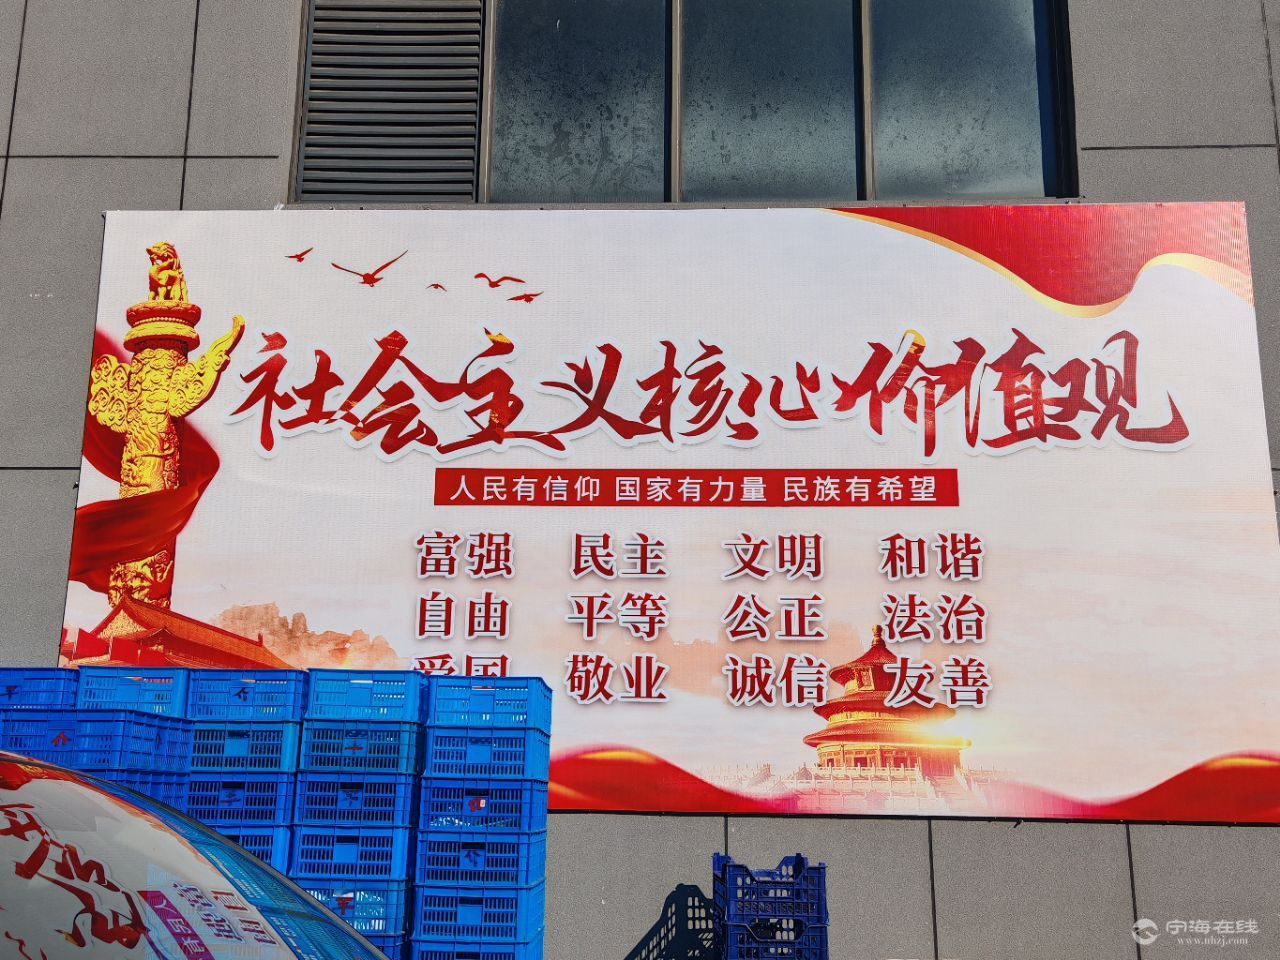 社会主义核心价值观
人民有信仰 国家有力量 民族有希望
富强 民主 文明 和谐
自由 平等 公正 法治
爱国 敬业 诚信 友善
宁海在线
www.nhzj.com